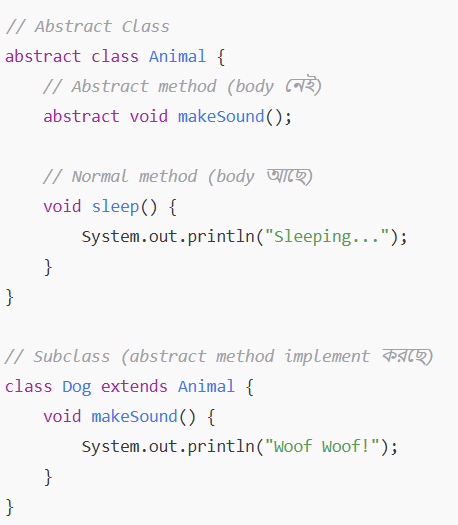 // Abstract Class
abstract class Animal {
    // Abstract method (body নেই)
    abstract void makeSound();

    // Normal method (body আছে)
    void sleep() {
        System.out.println("Sleeping...");
    }
}

// Subclass (abstract method implement করছে)
class Dog extends Animal {
    void makeSound() {
        System.out.println("Woof Woof!");
    }
}